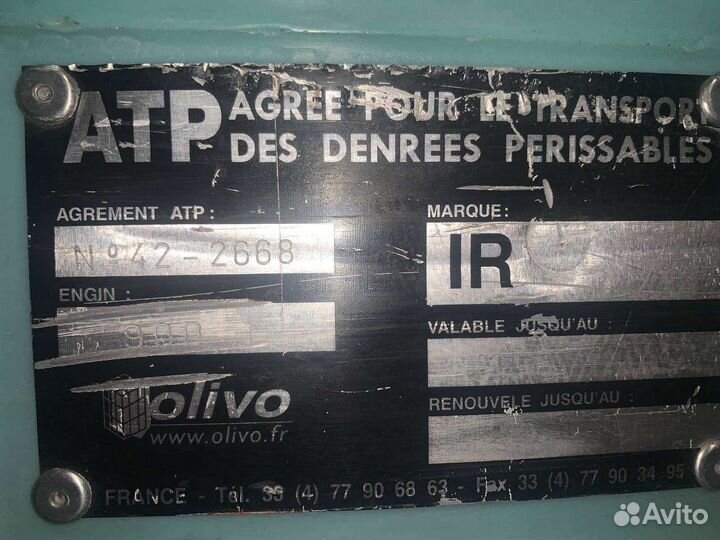 ATP AGREE POUR LE TRANSPORT
DES DENREES PERISSABLES
AGREMENT ATP:
Nº42-2668
ENGIN:
MARQUE:
IR
VALABLE JUSQU'AU:
RENOUVELE JUSQU'AU:
olivo
www.olivo.fr
FRANCE - Tél. 33 (4) 77 90 68 63 - Fax 33 (4) 77 90 34 95
Avito